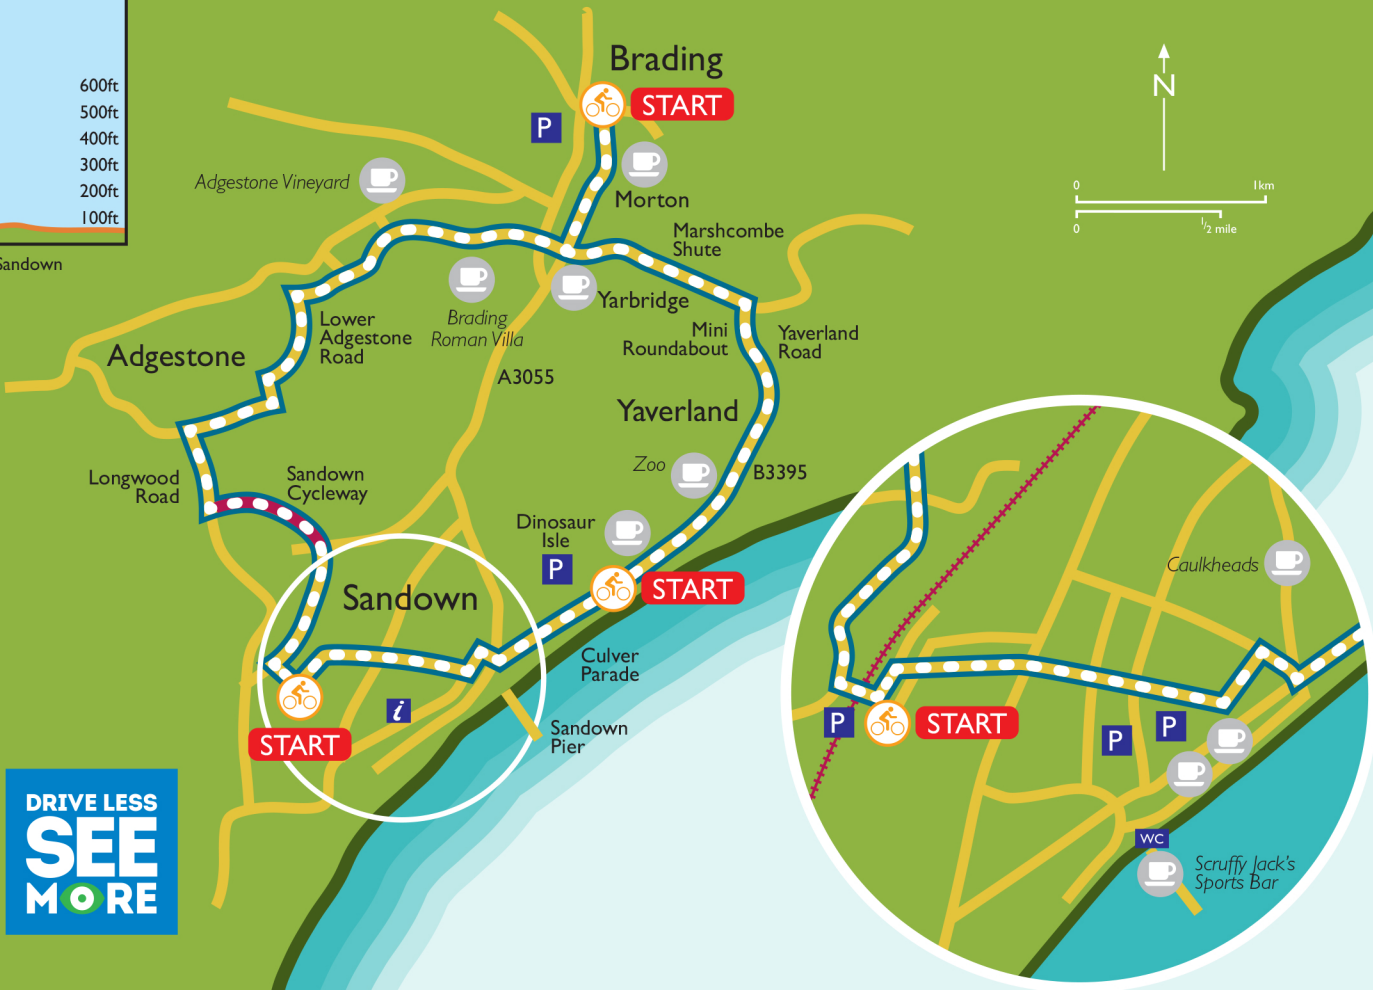 600ft
500ft
400ft
300ft
200ft
100ft
Sandown
Brading
START
P
N
0
1km
0
1/2 mile
Adgestone Vineyard
Morton
Marshcombe
Shute
Yarbridge
Brading
Roman Villa
Lower
Adgestone
Road
Mini
Roundabout
Yaverland
Road
Adgestone
A3055
Yaverland
Zoo
B3395
Longwood
Road
Sandown
Cycleway
Dinosaur
Isle
P
START
Sandown
Culver
Parade
i
START
Sandown
Pier
Caulkheads
P
START
P
P
WC
Scruffy Jack's
Sports Bar
DRIVE LESS
SEE
MORE